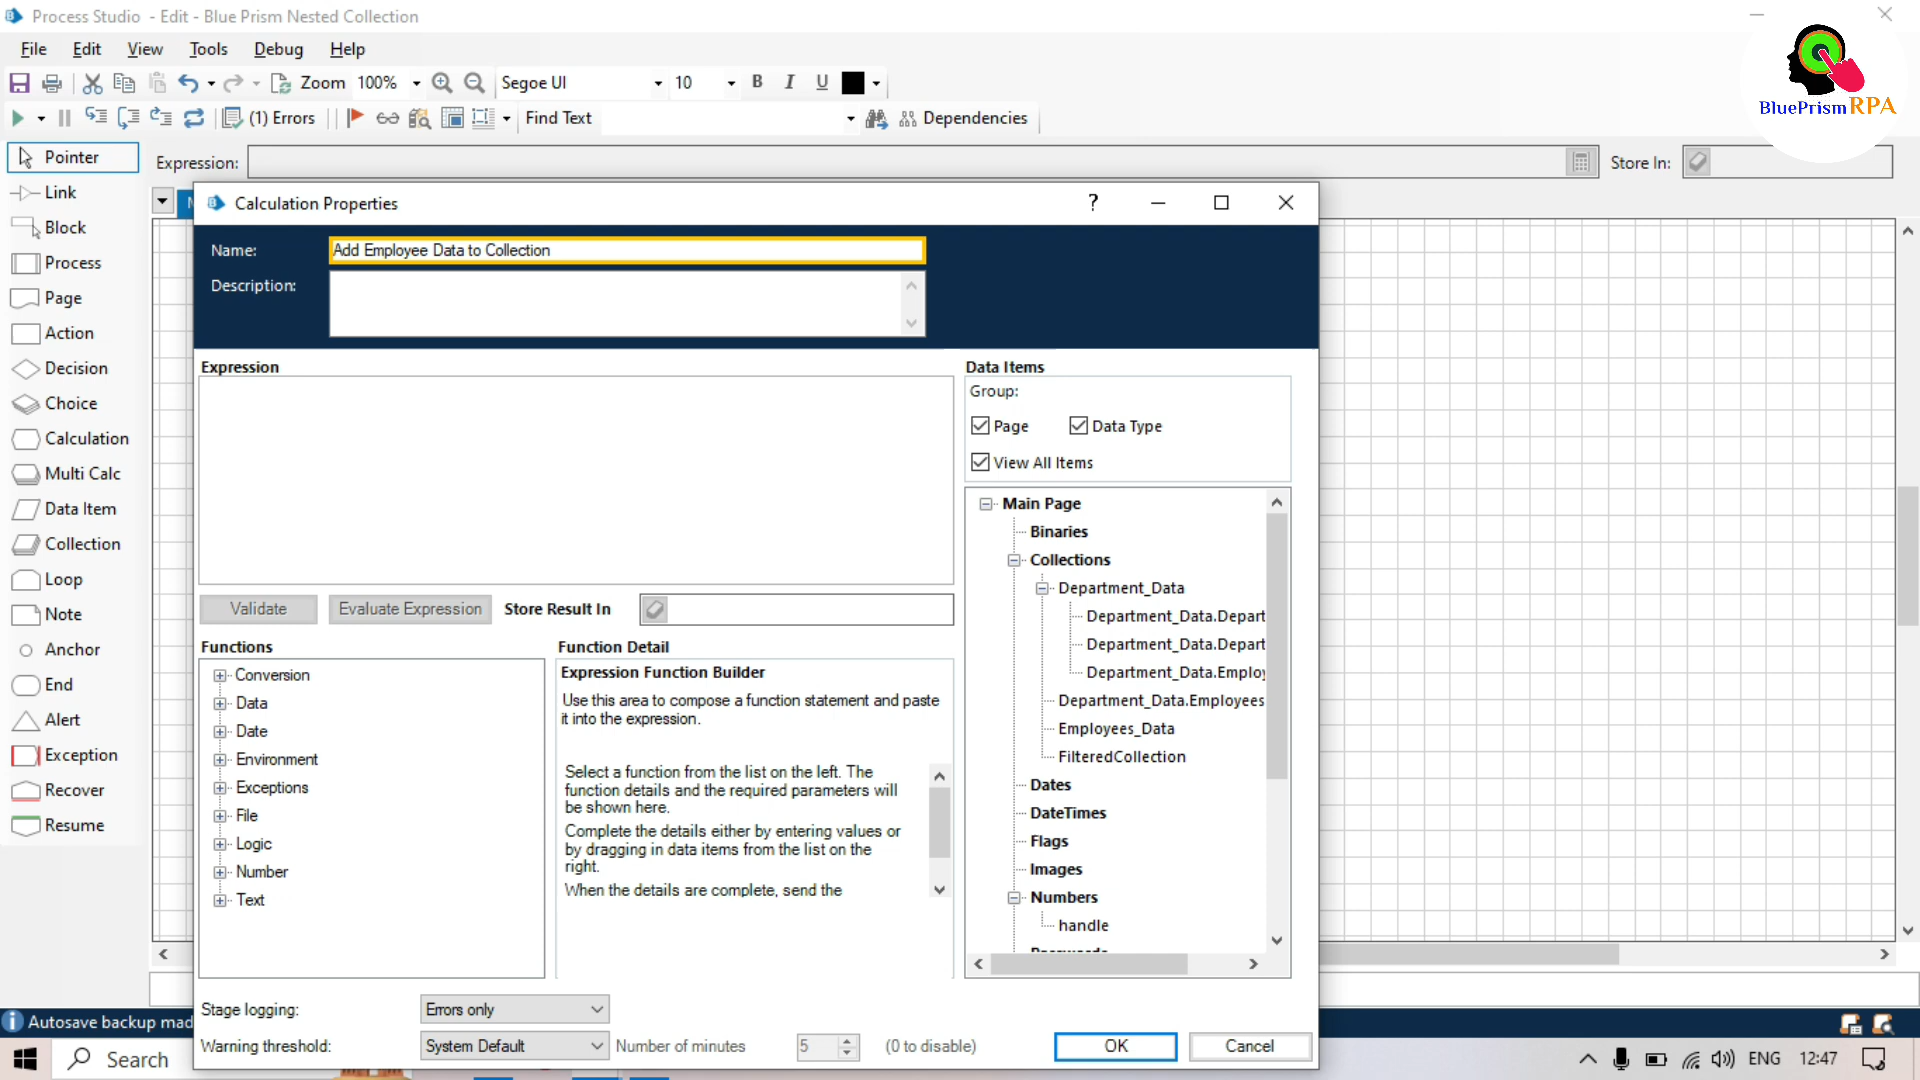 Process Studio - Edit - Blue Prism Nested Collection
File Edit View Tools Debug Help
Zoom 100% Segoe UI 10 B I U
(1) Errors Find Text Dependencies
BluePrism RPA
Pointer
Link
Block
Process
Page
Action
Decision
Choice
Calculation
Multi Calc
Data Item
Collection
Loop
Note
Anchor
End
Alert
Exception
Recover
Resume
Expression: Store In:
Calculation Properties ?
Name: Add Employee Data to Collection
Description:
Expression
Data Items
Group:
Page Data Type
View All Items
Main Page
Binaries
Collections
Department_Data
Department_Data.Depart
Department_Data.Depart
Department_Data.Employ
Department_Data.Employees
Employees_Data
FilteredCollection
Dates
DateTimes
Flags
Images
Numbers
handle
Validate Evaluate Expression Store Result In
Functions
Conversion
Data
Date
Environment
Exceptions
File
Logic
Number
Text
Function Detail
Expression Function Builder
Use this area to compose a function statement and paste
it into the expression.
Select a function from the list on the left. The
function details and the required parameters will
be shown here.
Complete the details either by entering values or
by dragging in data items from the list on the
right.
When the details are complete, send the
Stage logging: Errors only
Warning threshold: System Default Number of minutes 5 (0 to disable)
OK Cancel
Autosave backup mad
Search
ENG 12:47